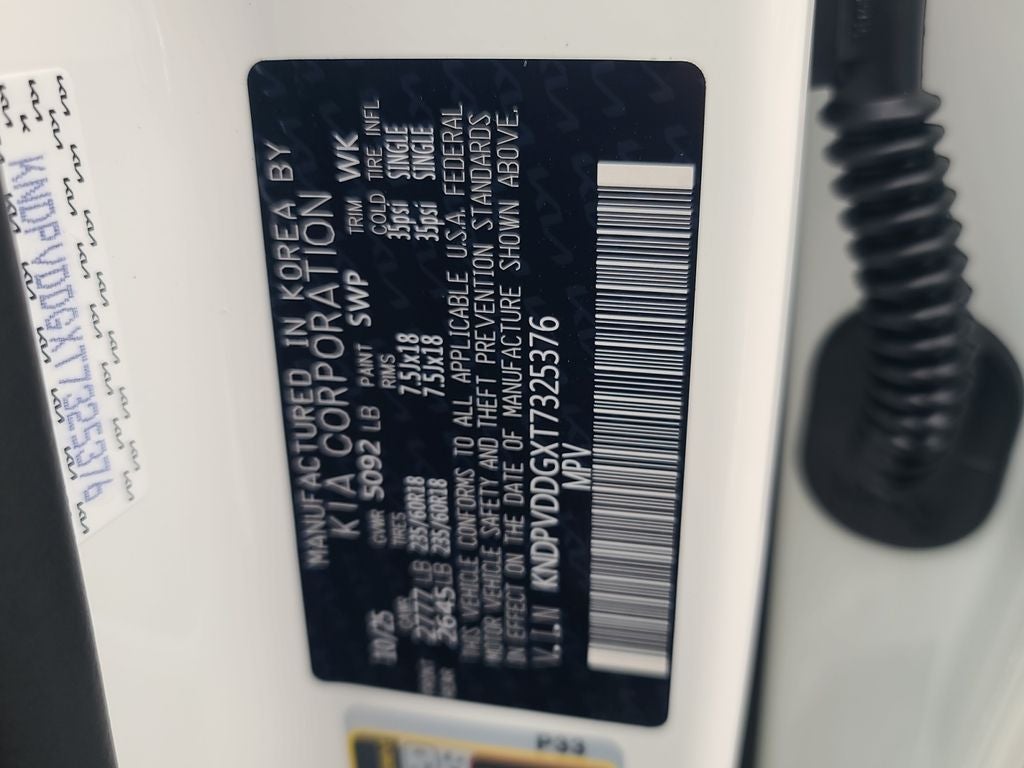 MANUFACTURED IN KOREA BY
KIA CORPORATION
10/25 GVWR 5092 LB PAINT SWP TRIM WK
GAWR TIRES RIMS COLD TIRE INFL
FRONT 2777 LB 235/60R18 7.5Jx18 35psi SINGLE
REAR 2645 LB 235/60R18 7.5Jx18 35psi SINGLE
THIS VEHICLE CONFORMS TO ALL APPLICABLE U.S.A. FEDERAL
MOTOR VEHICLE SAFETY AND THEFT PREVENTION STANDARDS
IN EFFECT ON THE DATE OF MANUFACTURE SHOWN ABOVE.
V.I.N KNDPVDDGXT7325376
MPV
KNDPVDDGXT7325376
P33